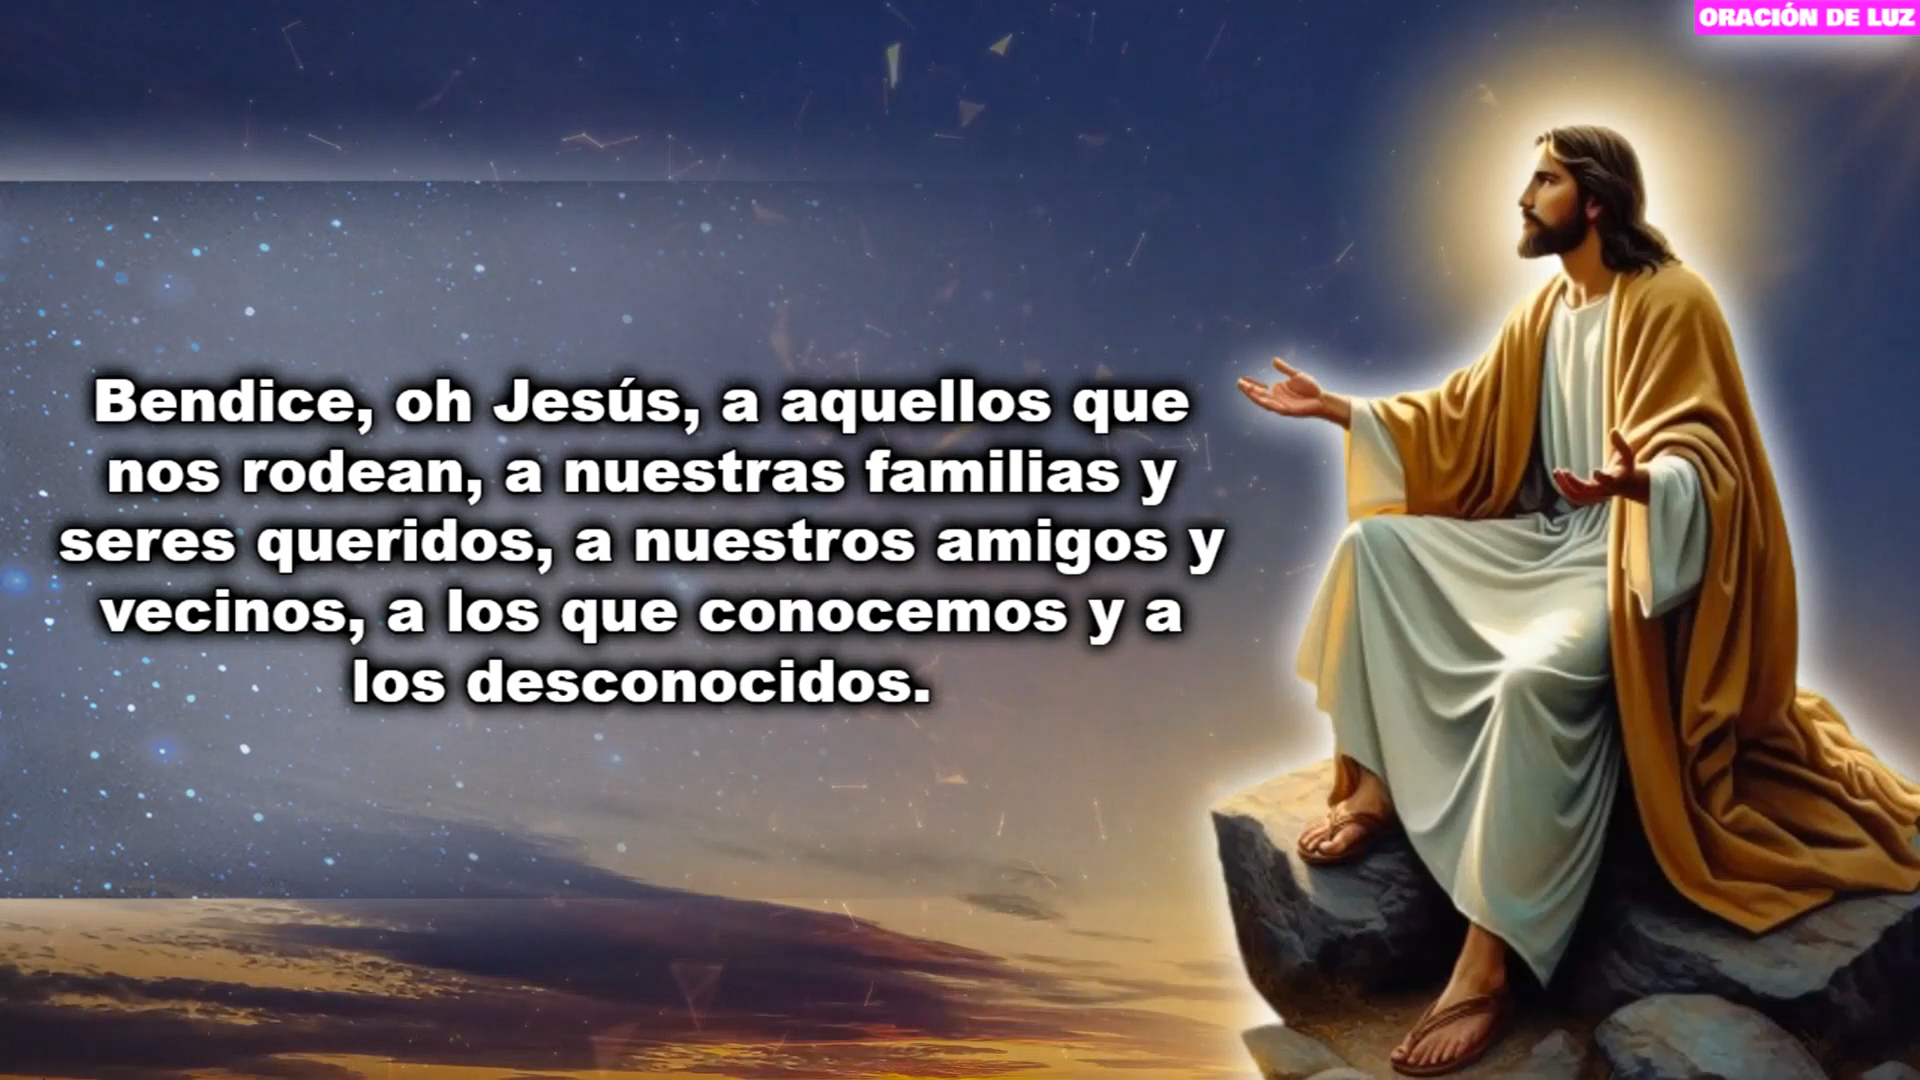 ORACIÓN DE LUZ
Bendice, oh Jesús, a aquellos que
nos rodean, a nuestras familias y
seres queridos, a nuestros amigos y
vecinos, a los que conocemos y a
los desconocidos.